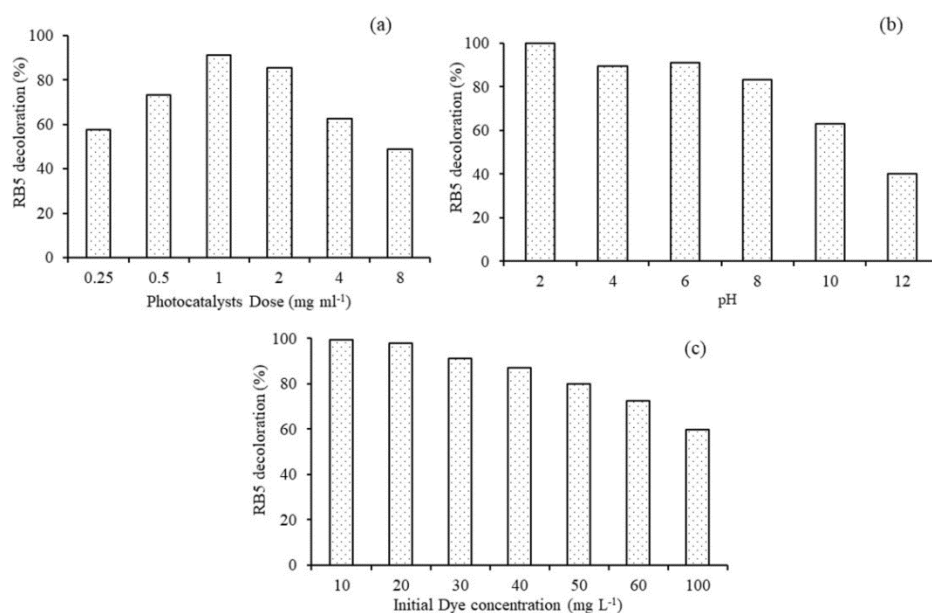 (a)
100
80
60
40
20
0
RB5 decoloration (%)
0.25 0.5 1 2 4 8
Photocatalysts Dose (mg ml⁻¹)
(b)
100
80
60
40
20
0
RB5 decoloration (%)
2 4 6 8 10 12
pH
(c)
100
80
60
40
20
0
RB5 decoloration (%)
10 20 30 40 50 60 100
Initial Dye concentration (mg L⁻¹)